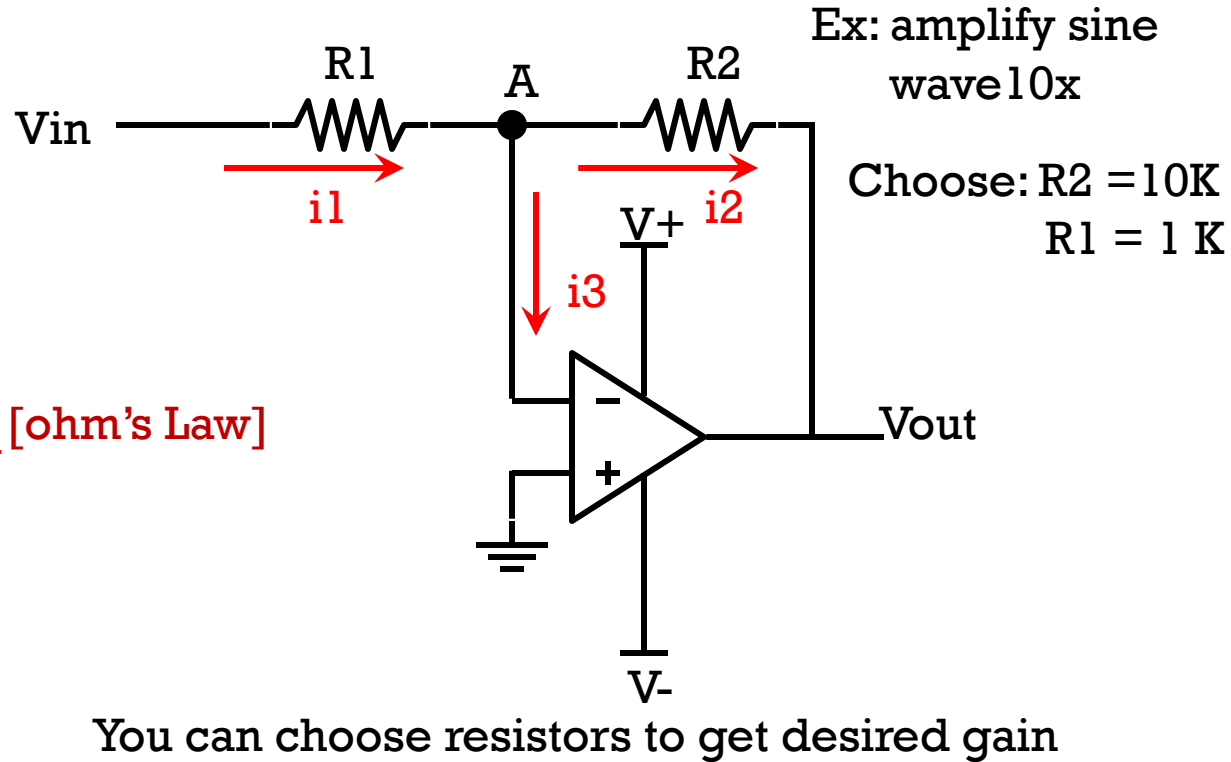 Ex: amplify sine
wave10x
R1
A
R2
Vin
Choose: R2 =10K
R1 = 1 K
i1
i2
V+
i3
−
[ohm's Law]
Vout
+
V-
You can choose resistors to get desired gain